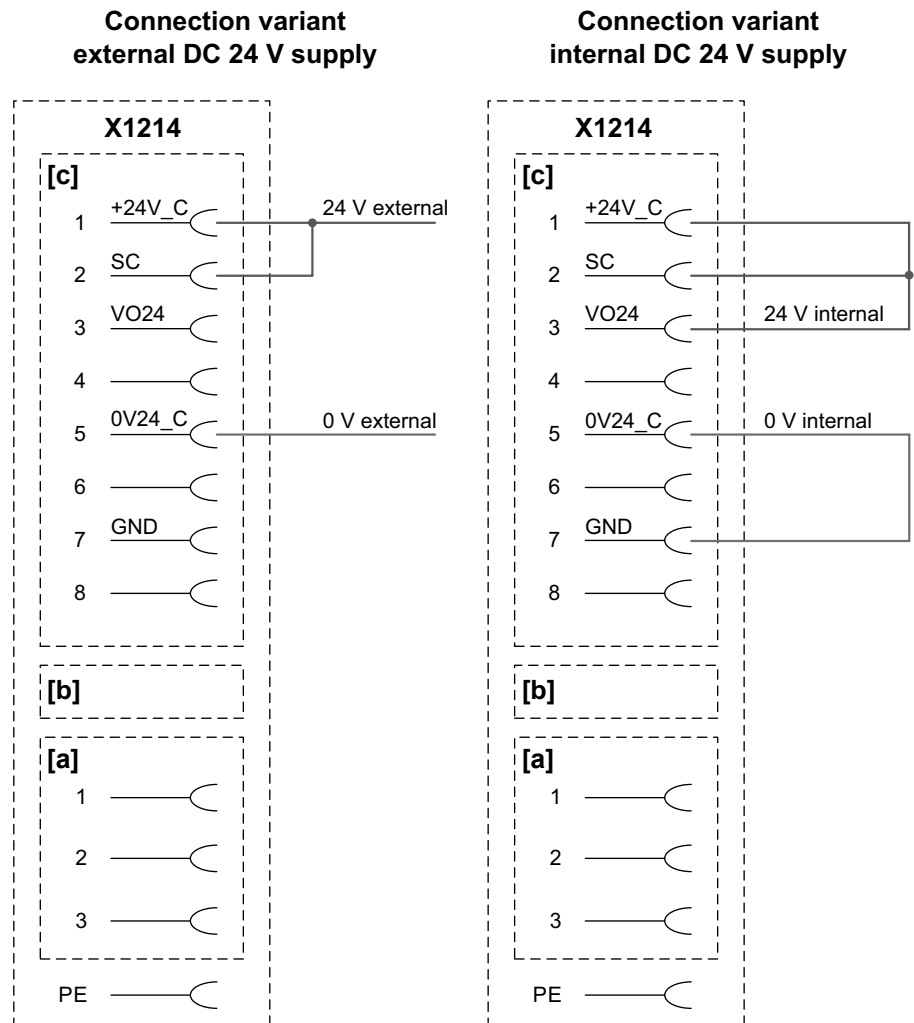 Connection variant
external DC 24 V supply
X1214
[c]
1 +24V_C 24 V external
2 SC
3 VO24
4
5 0V24_C 0 V external
6
7 GND
8
[b]
[a]
1
2
3
PE
Connection variant
internal DC 24 V supply
X1214
[c]
1 +24V_C
2 SC
3 VO24 24 V internal
4
5 0V24_C 0 V internal
6
7 GND
8
[b]
[a]
1
2
3
PE